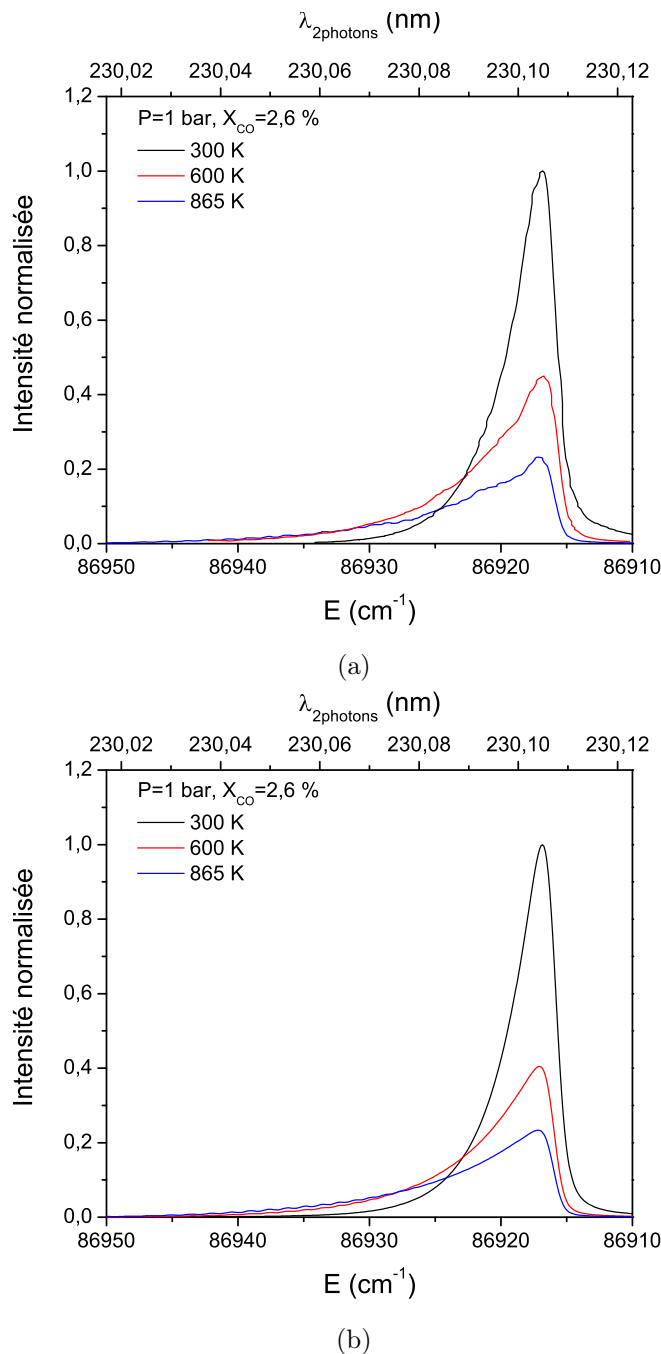 λ2photons (nm)
230,02 230,04 230,06 230,08 230,10 230,12
1,2
P=1 bar, XCO=2,6 %
300 K
600 K
865 K
1,0
0,8
0,6
0,4
0,2
0,0
Intensité normalisée
86950 86940 86930 86920 86910
E (cm-1)
(a)
λ2photons (nm)
230,02 230,04 230,06 230,08 230,10 230,12
1,2
P=1 bar, XCO=2,6 %
300 K
600 K
865 K
1,0
0,8
0,6
0,4
0,2
0,0
Intensité normalisée
86950 86940 86930 86920 86910
E (cm-1)
(b)